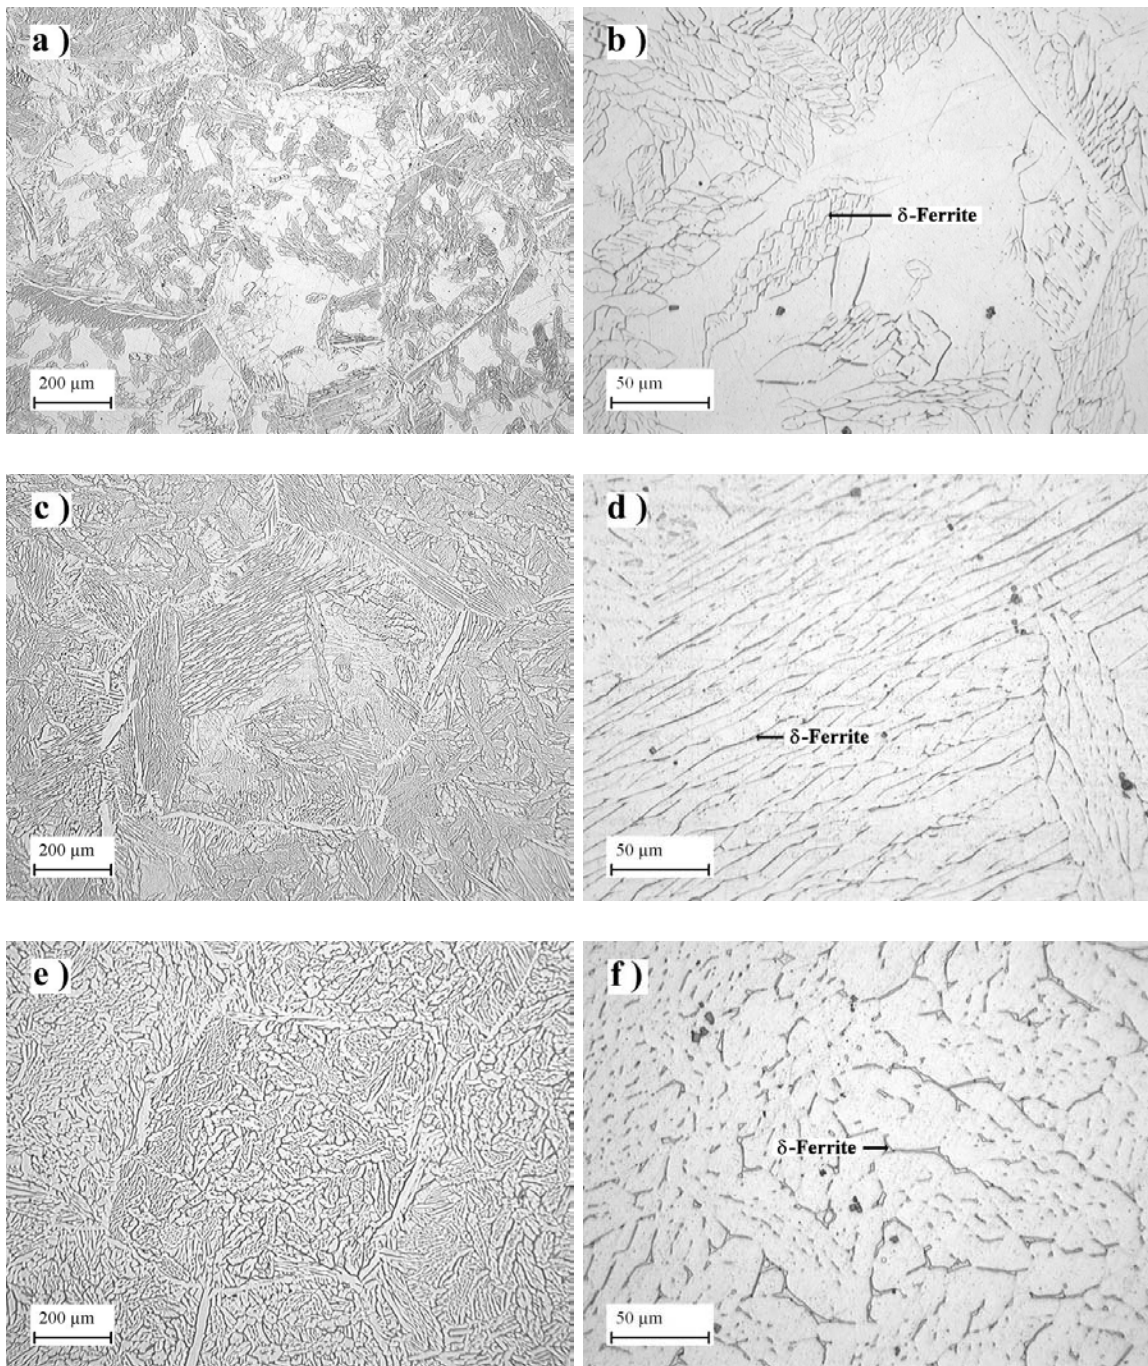 a )
200 µm
b )
δ-Ferrite
50 µm
c )
200 µm
d )
δ-Ferrite
50 µm
e )
200 µm
f )
δ-Ferrite
50 µm